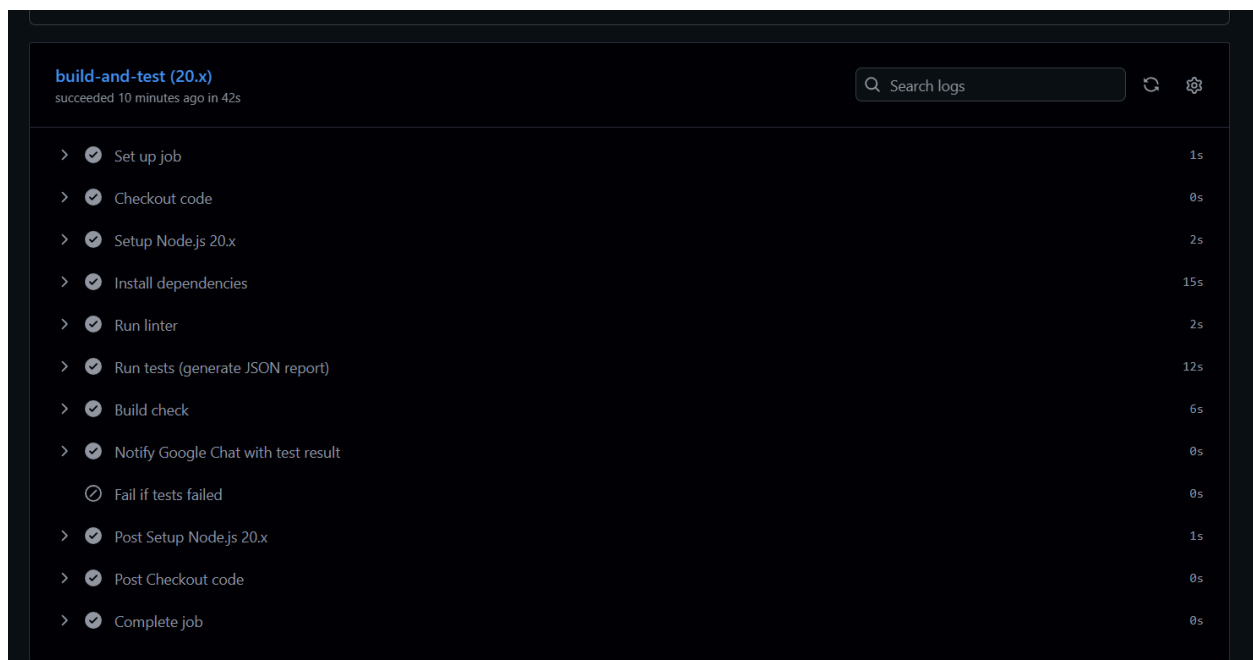 build-and-test (20.x)
succeeded 10 minutes ago in 42s
Search logs
Set up job 1s
Checkout code 0s
Setup Node.js 20.x 2s
Install dependencies 15s
Run linter 2s
Run tests (generate JSON report) 12s
Build check 6s
Notify Google Chat with test result 0s
Fail if tests failed 0s
Post Setup Node.js 20.x 1s
Post Checkout code 0s
Complete job 0s